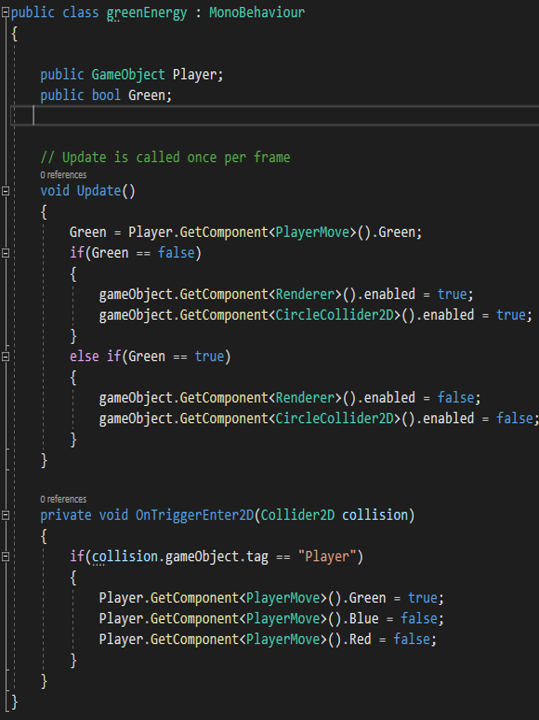 public class greenEnergy : MonoBehaviour
{
public GameObject Player;
public bool Green;
// Update is called once per frame
0 references
void Update()
{
Green = Player.GetComponent<PlayerMove>().Green;
if(Green == false)
{
gameObject.GetComponent<Renderer>().enabled = true;
gameObject.GetComponent<CircleCollider2D>().enabled = true;
}
else if(Green == true)
{
gameObject.GetComponent<Renderer>().enabled = false;
gameObject.GetComponent<CircleCollider2D>().enabled = false;
}
}
0 references
private void OnTriggerEnter2D(Collider2D collision)
{
if(collision.gameObject.tag == "Player")
{
Player.GetComponent<PlayerMove>().Green = true;
Player.GetComponent<PlayerMove>().Blue = false;
Player.GetComponent<PlayerMove>().Red = false;
}
}
}